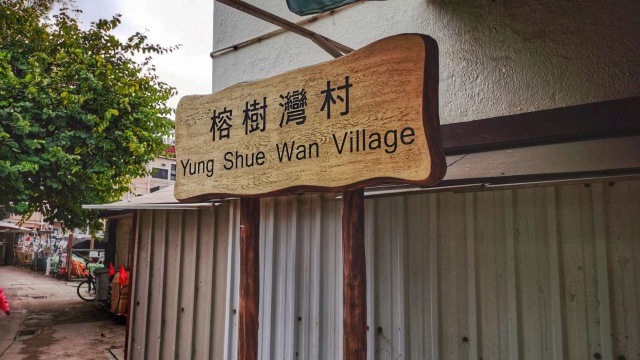 榕樹灣村
Yung Shue Wan Village